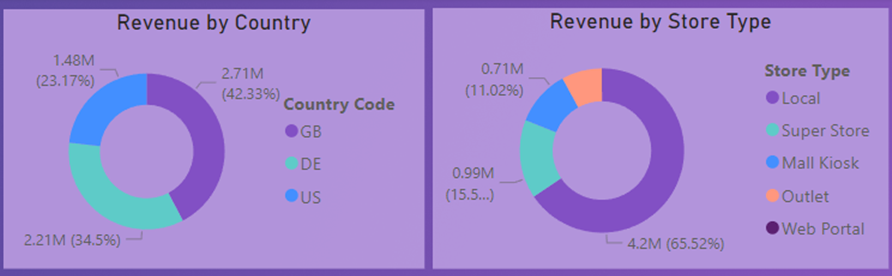 Revenue by Country
1.48M
(23.17%)
2.71M
(42.33%)
2.21M (34.5%)
Country Code
GB
DE
US
Revenue by Store Type
0.71M
(11.02%)
0.99M
(15.5...)
4.2M (65.52%)
Store Type
Local
Super Store
Mall Kiosk
Outlet
Web Portal